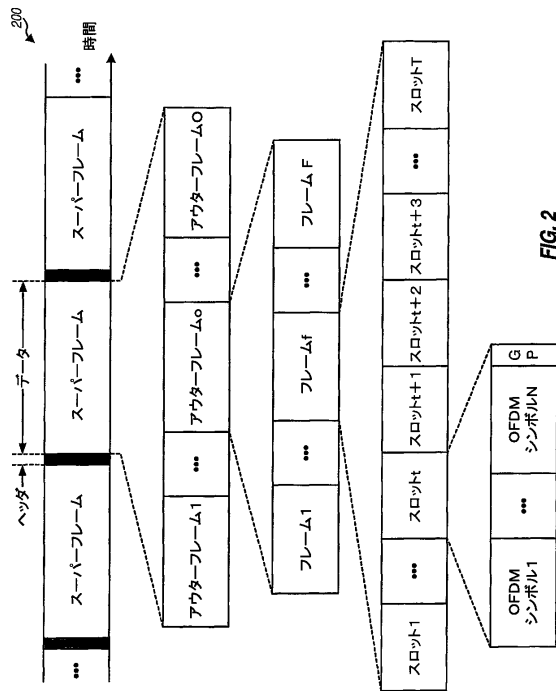 200
ヘッダー
データ
••• スーパーフレーム スーパーフレーム スーパーフレーム •••
時間
アウターフレーム1 ••• アウターフレームo ••• アウターフレームO
フレーム1 ••• フレームf ••• フレームF
スロット1 ••• スロットt スロットt+1 スロットt+2 スロットt+3 ••• スロットT
OFDM
シンボル1
•••
OFDM
シンボルN
G
P
FIG. 2